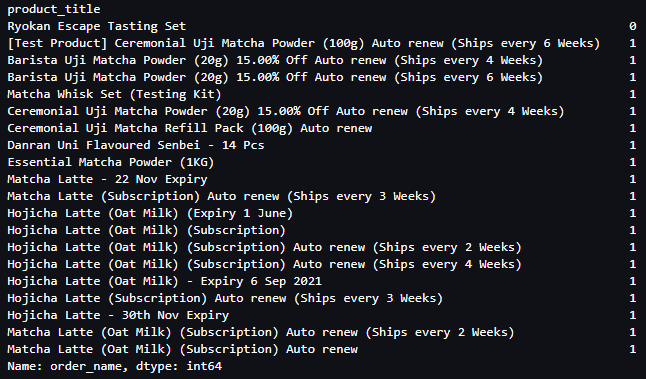 product_title
Ryokan Escape Tasting Set 0
[Test Product] Ceremonial Uji Matcha Powder (100g) Auto renew (Ships every 6 Weeks) 1
Barista Uji Matcha Powder (20g) 15.00% Off Auto renew (Ships every 4 Weeks) 1
Barista Uji Matcha Powder (20g) 15.00% Off Auto renew (Ships every 6 Weeks) 1
Matcha Whisk Set (Testing Kit) 1
Ceremonial Uji Matcha Powder (20g) 15.00% Off Auto renew (Ships every 4 Weeks) 1
Ceremonial Uji Matcha Refill Pack (100g) Auto renew 1
Danran Uni Flavoured Senbei - 14 Pcs 1
Essential Matcha Powder (1KG) 1
Matcha Latte - 22 Nov Expiry 1
Matcha Latte (Subscription) Auto renew (Ships every 3 Weeks) 1
Hojicha Latte (Oat Milk) (Expiry 1 June) 1
Hojicha Latte (Oat Milk) (Subscription) 1
Hojicha Latte (Oat Milk) (Subscription) Auto renew (Ships every 2 Weeks) 1
Hojicha Latte (Oat Milk) (Subscription) Auto renew (Ships every 4 Weeks) 1
Hojicha Latte (Oat Milk) - Expiry 6 Sep 2021 1
Hojicha Latte (Subscription) Auto renew (Ships every 3 Weeks) 1
Hojicha Latte - 30th Nov Expiry 1
Matcha Latte (Oat Milk) (Subscription) Auto renew (Ships every 2 Weeks) 1
Matcha Latte (Oat Milk) (Subscription) Auto renew 1
Name: order_name, dtype: int64